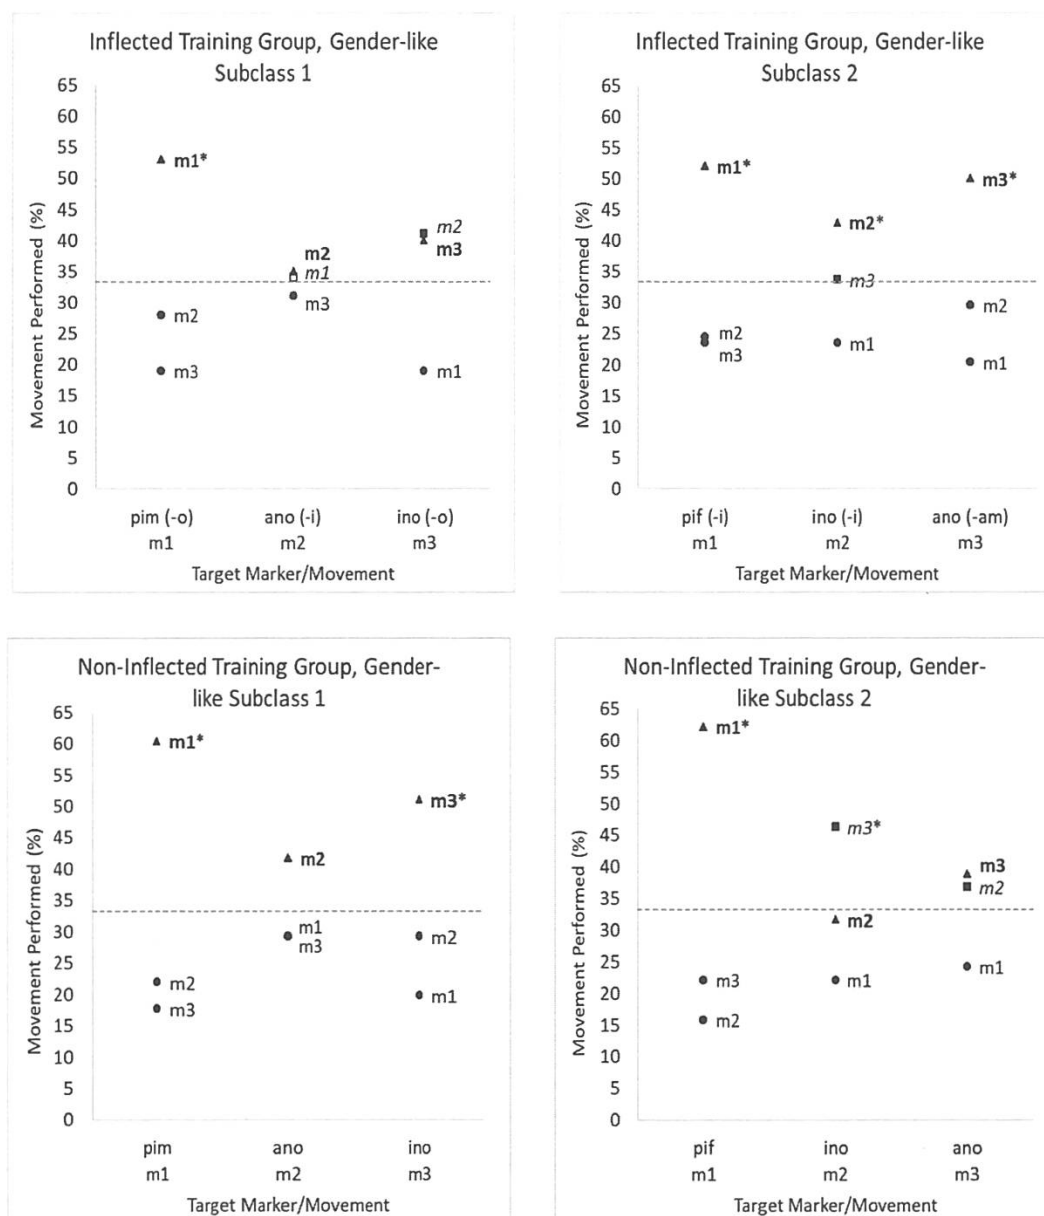 Inflected Training Group, Gender-like
Subclass 1
65
60
55
50
45
40
35
30
25
20
15
10
5
0
Movement Performed (%)
m1*
m2
m3
m2
m1
m3
m2
m3
m1
pim (-o) ano (-i) ino (-o)
m1 m2 m3
Target Marker/Movement
Inflected Training Group, Gender-like
Subclass 2
65
60
55
50
45
40
35
30
25
20
15
10
5
0
Movement Performed (%)
m1*
m2
m3
m2*
m3
m1
m3*
m2
m1
pif (-i) ino (-i) ano (-am)
m1 m2 m3
Target Marker/Movement
Non-Inflected Training Group, Gender-
like Subclass 1
65
60
55
50
45
40
35
30
25
20
15
10
5
0
Movement Performed (%)
m1*
m2
m3
m2
m1
m3
m3*
m2
m1
pim ano ino
m1 m2 m3
Target Marker/Movement
Non-Inflected Training Group, Gender-
like Subclass 2
65
60
55
50
45
40
35
30
25
20
15
10
5
0
Movement Performed (%)
m1*
m3
m2
m3*
m2
m1
m3
m2
m1
pif ino ano
m1 m2 m3
Target Marker/Movement